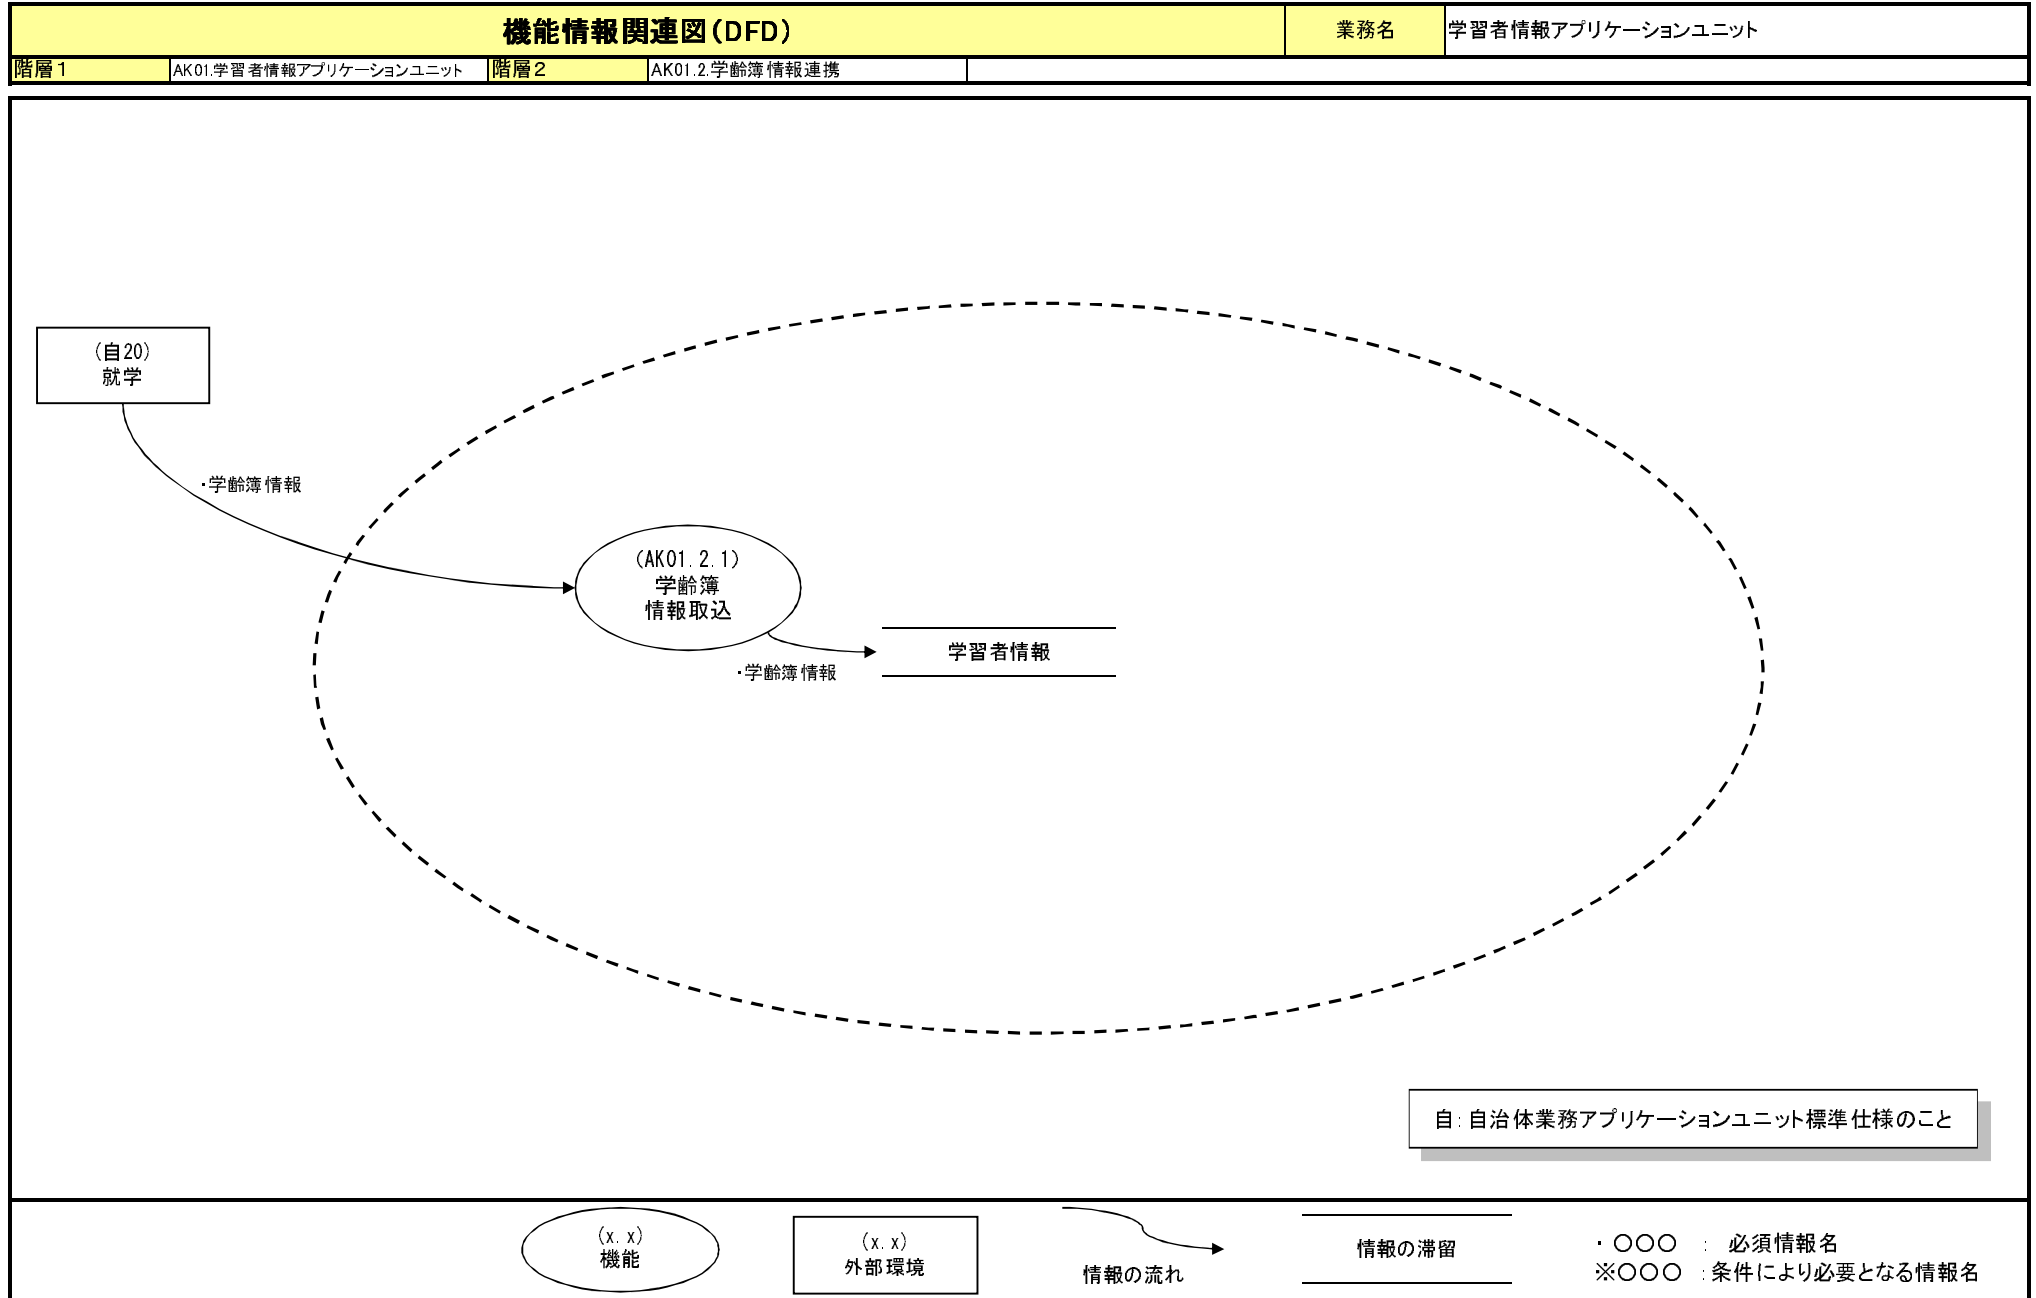 機能情報関連図(DFD)
業務名
学習者情報アプリケーションユニット
階層1
AK01.学習者情報アプリケーションユニット
階層2
AK01.2.学齢簿情報連携
(自20)
就学
・学齢簿情報
(AK01.2.1)
学齢簿
情報取込
・学齢簿情報
学習者情報
自:自治体業務アプリケーションユニット標準仕様のこと
(x.x)
機能
(x.x)
外部環境
情報の流れ
情報の滞留
・○○○ : 必須情報名
※○○○ :条件により必要となる情報名